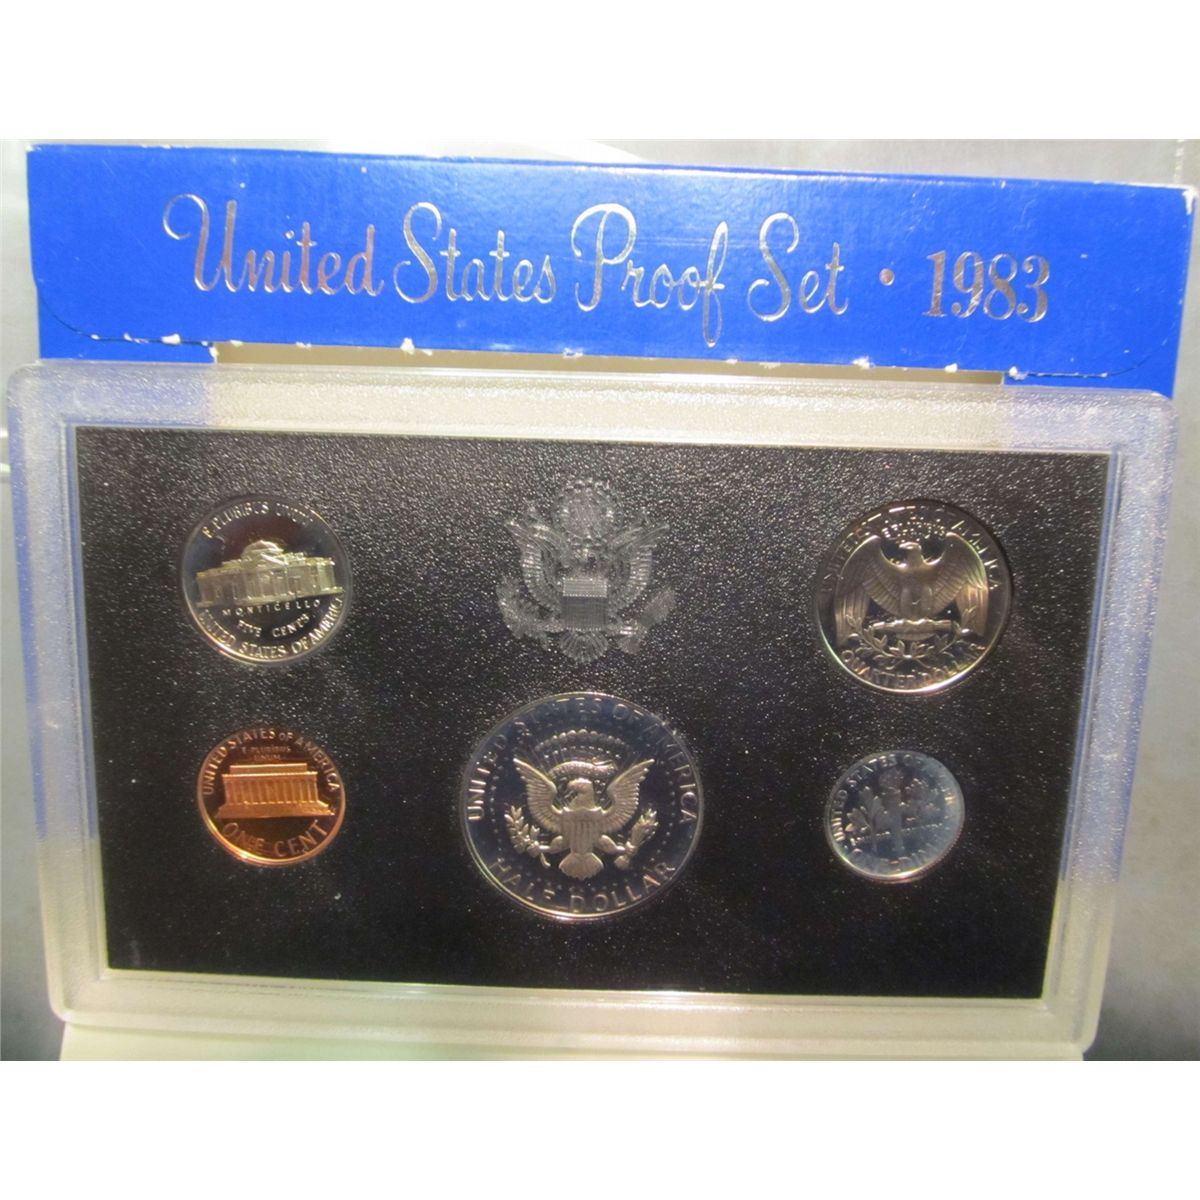 United States Proof Set • 1983
E·PLURIBUS UNUM
MONTICELLO
FIVE CENTS
UNITED STATES OF AMERICA
UNITED STATES OF AMERICA
E·PLURIBUS
UNUM
QUARTER DOLLAR
UNITED STATES OF AMERICA
E·PLURIBUS
UNUM
ONE CENT
UNITED STATES OF AMERICA
HALF DOLLAR
UNITED STATES OF
ONE DIME